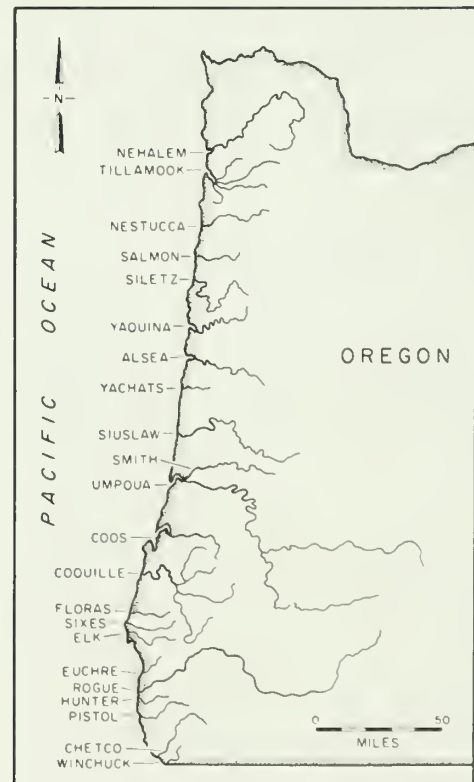 N
NEHALEM
TILLAMOOK
NESTUCCA
SALMON
SILETZ
PACIFIC OCEAN
YAQUINA
OREGON
ALSEA
YACHATS
SIUSLAW
SMITH
UMPQUA
COOS
COQUILLE
FLORAS
SIXES
ELK
EUCHRE
ROGUE
HUNTER
PISTOL
0 50
MILES
CHETCO
WINCHUCK